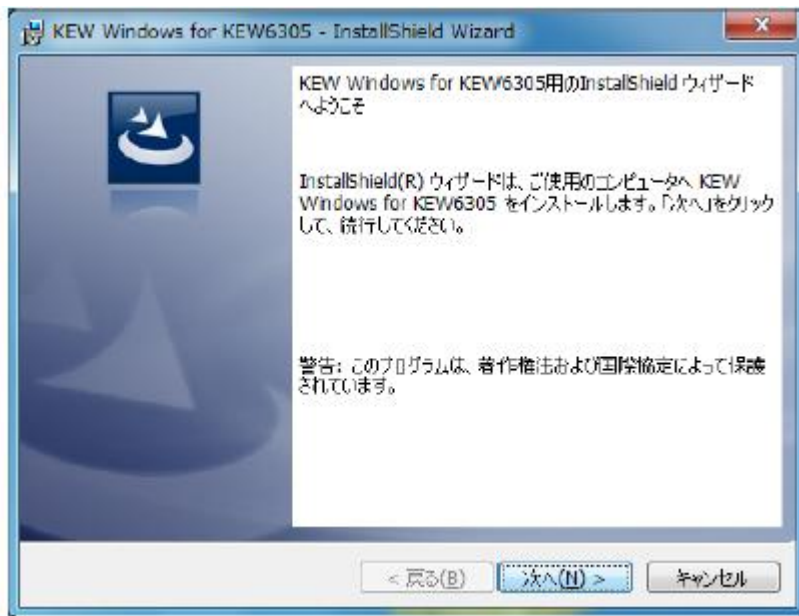 KEW Windows for KEW6305 - InstallShield Wizard
KEW Windows for KEW6305用のInstallShield ウィザード
へようこそ
InstallShield(R) ウィザードは、ご使用のコンピュータへ KEW
Windows for KEW6305 をインストールします。「次へ」をクリック
して、続行してください。
警告: このプログラムは、著作権法および国際協定によって保護
されています。
< 戻る(B)
次へ(N) >
キャンセル